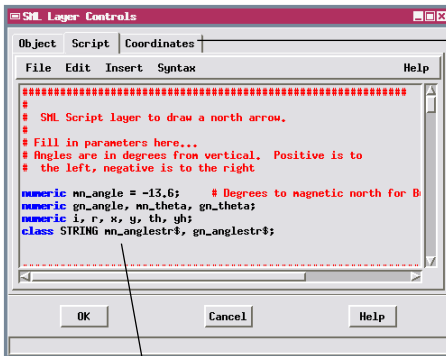 SML Layer Controls
Object Script Coordinates
File Edit Insert Syntax Help
################################################################
#
# SML Script layer to draw a north arrow.
#
# Fill in parameters here...
# Angles are in degrees from vertical. Positive is to
# the left, negative is to the right
numeric mn_angle = -13.6; # Degrees to magnetic north for
numeric gn_angle, mn_theta, gn_theta;
numeric i, r, x, y, th, yh;
class STRING mn_anglestr$, gn_anglestr$;
OK Cancel Help